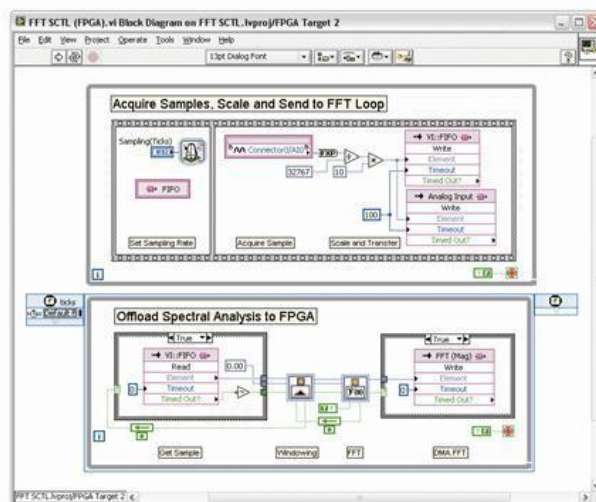 FFT SCTL (FPGA).vi Block Diagram on FFT SCTL.lvproj/FPGA Target 2
File Edit View Project Operate Tools Window Help
13pt Dialog Font
Acquire Samples, Scale and Send to FFT Loop
Sampling(Ticks)
FIFO
Set Sampling Rate
Connector0/AI0
FXP
32767
10
100
VI::FIFO
Write
Element
Timeout
Timed Out?
Analog Input
Write
Element
Timeout
Timed Out?
Acquire Sample
Scale and Transfer
i
ticks
Default
Offload Spectral Analysis to FPGA
True
VI::FIFO
Read
Element
Timeout
Timed Out?
0
0.00
True
FFT (Mag)
Write
Element
Timeout
Timed Out?
0
Get Sample
Windowing
FFT
DMA FFT
i
FFT SCTL.lvproj/FPGA Target 2